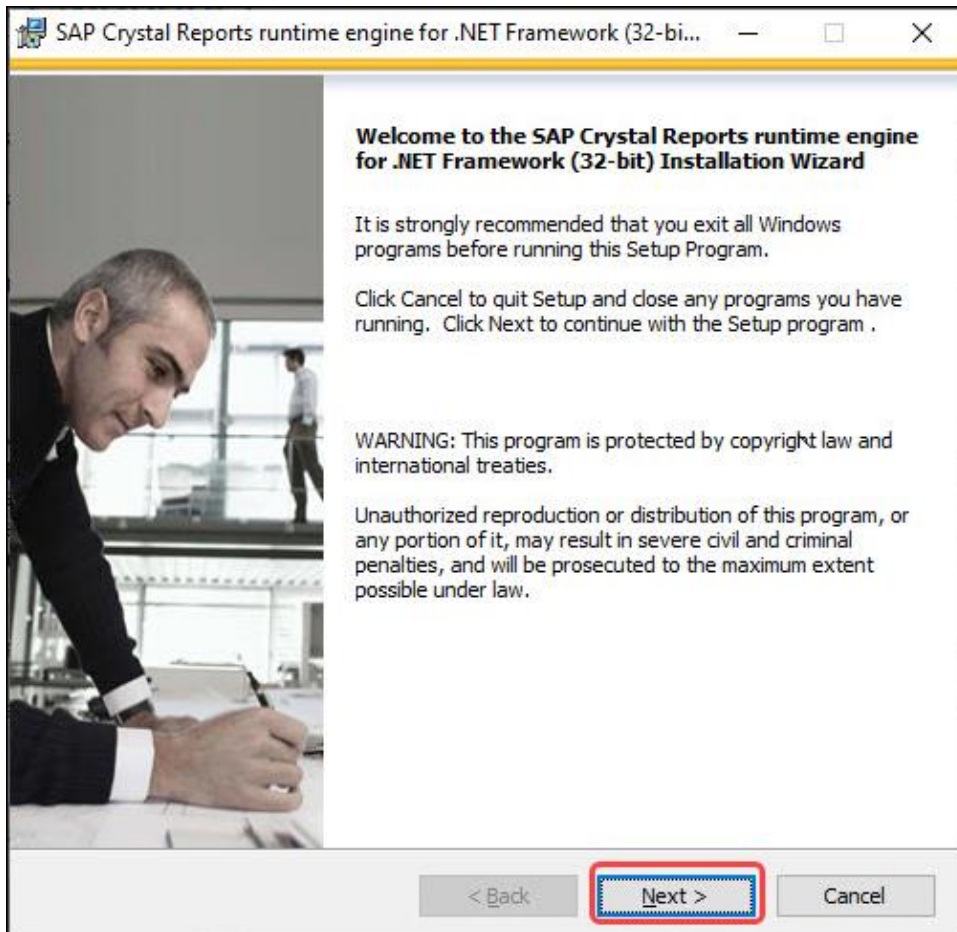 SAP Crystal Reports runtime engine for .NET Framework (32-bi...
Welcome to the SAP Crystal Reports runtime engine
for .NET Framework (32-bit) Installation Wizard
It is strongly recommended that you exit all Windows
programs before running this Setup Program.
Click Cancel to quit Setup and close any programs you have
running. Click Next to continue with the Setup program .
WARNING: This program is protected by copyright law and
international treaties.
Unauthorized reproduction or distribution of this program, or
any portion of it, may result in severe civil and criminal
penalties, and will be prosecuted to the maximum extent
possible under law.
< Back Next > Cancel